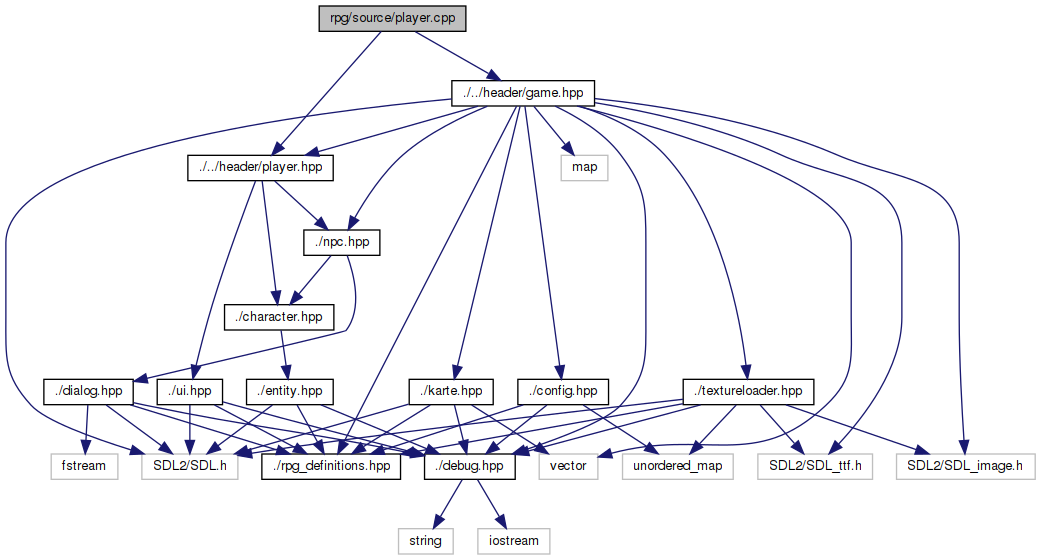 rpg/source/player.cpp
./../header/game.hpp
./../header/player.hpp
map
./npc.hpp
./character.hpp
./dialog.hpp
./ui.hpp
./entity.hpp
./karte.hpp
./config.hpp
./textureloader.hpp
fstream
SDL2/SDL.h
./rpg_definitions.hpp
./debug.hpp
vector
unordered_map
SDL2/SDL_ttf.h
SDL2/SDL_image.h
string
iostream